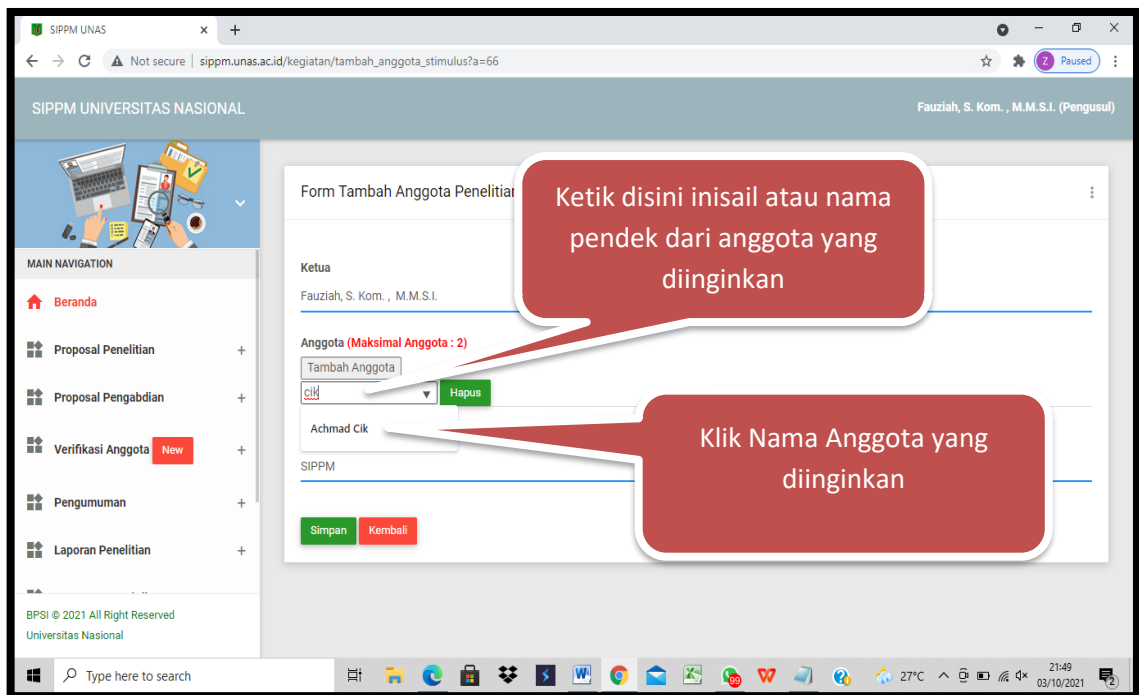 SIPPM UNAS
Not secure | sippm.unas.ac.id/kegiatan/tambah_anggota_stimulus?a=66
Z Paused
SIPPM UNIVERSITAS NASIONAL
Fauziah, S. Kom. , M.M.S.I. (Pengusul)
MAIN NAVIGATION
Beranda
Proposal Penelitian +
Proposal Pengabdian +
Verifikasi Anggota New +
Pengumuman +
Laporan Penelitian +
BPSI © 2021 All Right Reserved
Universitas Nasional
Form Tambah Anggota Penelitian
Ketua
Fauziah, S. Kom. , M.M.S.I.
Anggota (Maksimal Anggota : 2)
Tambah Anggota
cik
Hapus
Achmad Cik
SIPPM
Simpan Kembali
Ketik disini inisail atau nama
pendek dari anggota yang
diinginkan
Klik Nama Anggota yang
diinginkan
Type here to search
27°C
21:49
03/10/2021
2